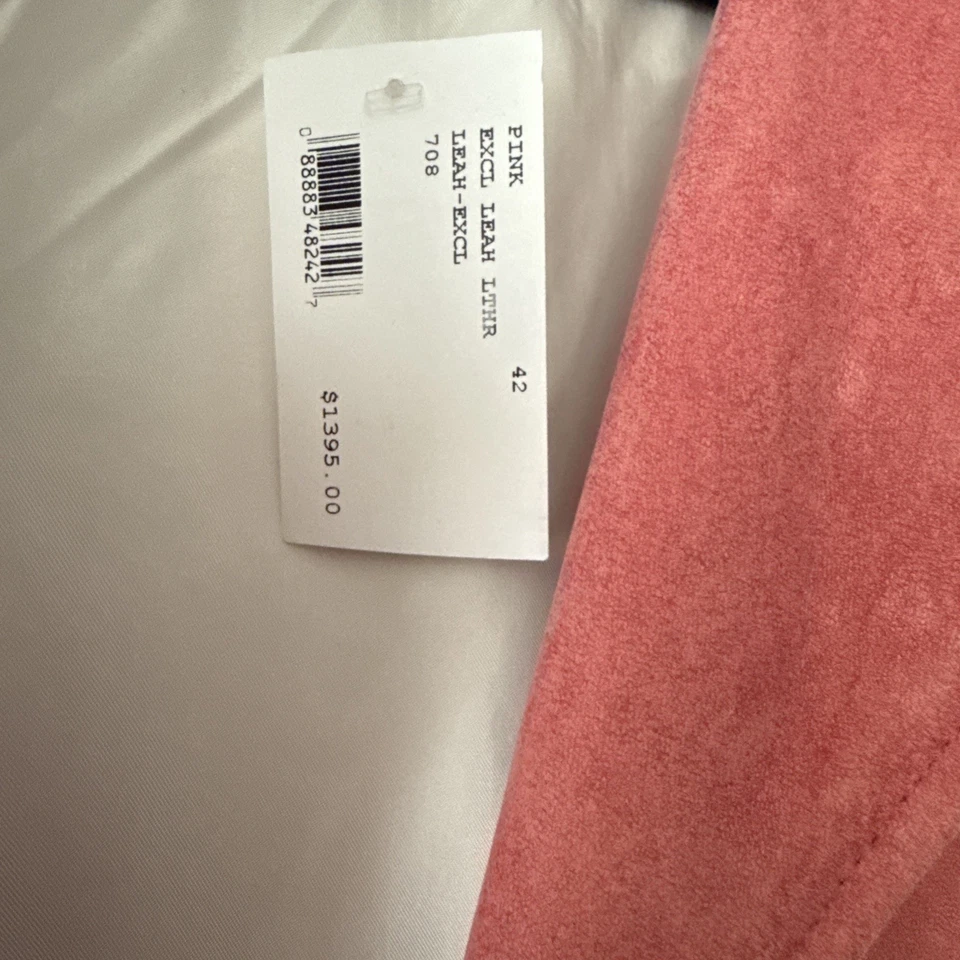 PINK 42
EXCL LEAH LTHR
LEAH-EXCL
708
0 88883 48242 7
$1395.00